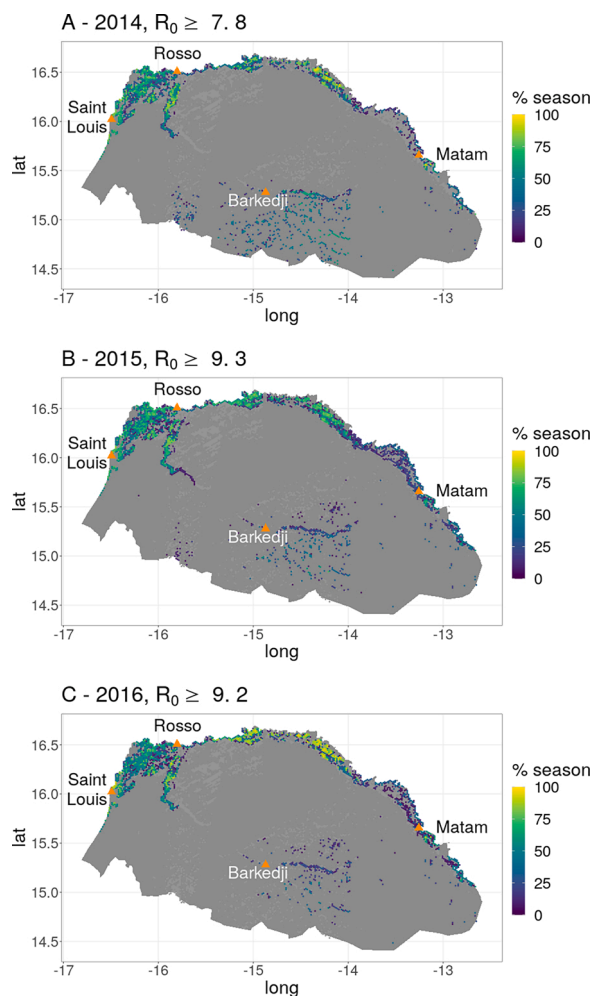 A - 2014, R₀ ≥ 7. 8
Rosso
Saint
Louis
Matam
Barkedji
16.5
16.0
15.5
15.0
14.5
lat
-17 -16 -15 -14 -13
long
% season
100
75
50
25
0
B - 2015, R₀ ≥ 9. 3
Rosso
Saint
Louis
Matam
Barkedji
16.5
16.0
15.5
15.0
14.5
lat
-17 -16 -15 -14 -13
long
% season
100
75
50
25
0
C - 2016, R₀ ≥ 9. 2
Rosso
Saint
Louis
Matam
Barkedji
16.5
16.0
15.5
15.0
14.5
lat
-17 -16 -15 -14 -13
long
% season
100
75
50
25
0